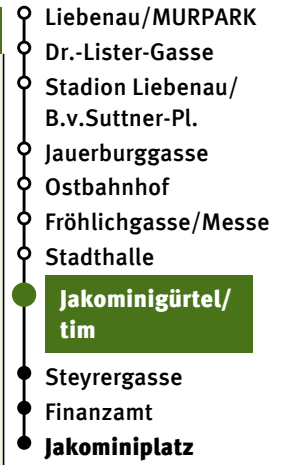 Liebenau/MURPARK
Dr.-Lister-Gasse
Stadion Liebenau/
B.v.Suttner-Pl.
Jauerburggasse
Ostbahnhof
Fröhlichgasse/Messe
Stadthalle
Jakominigürtel/
tim
Steyrergasse
Finanzamt
Jakominiplatz